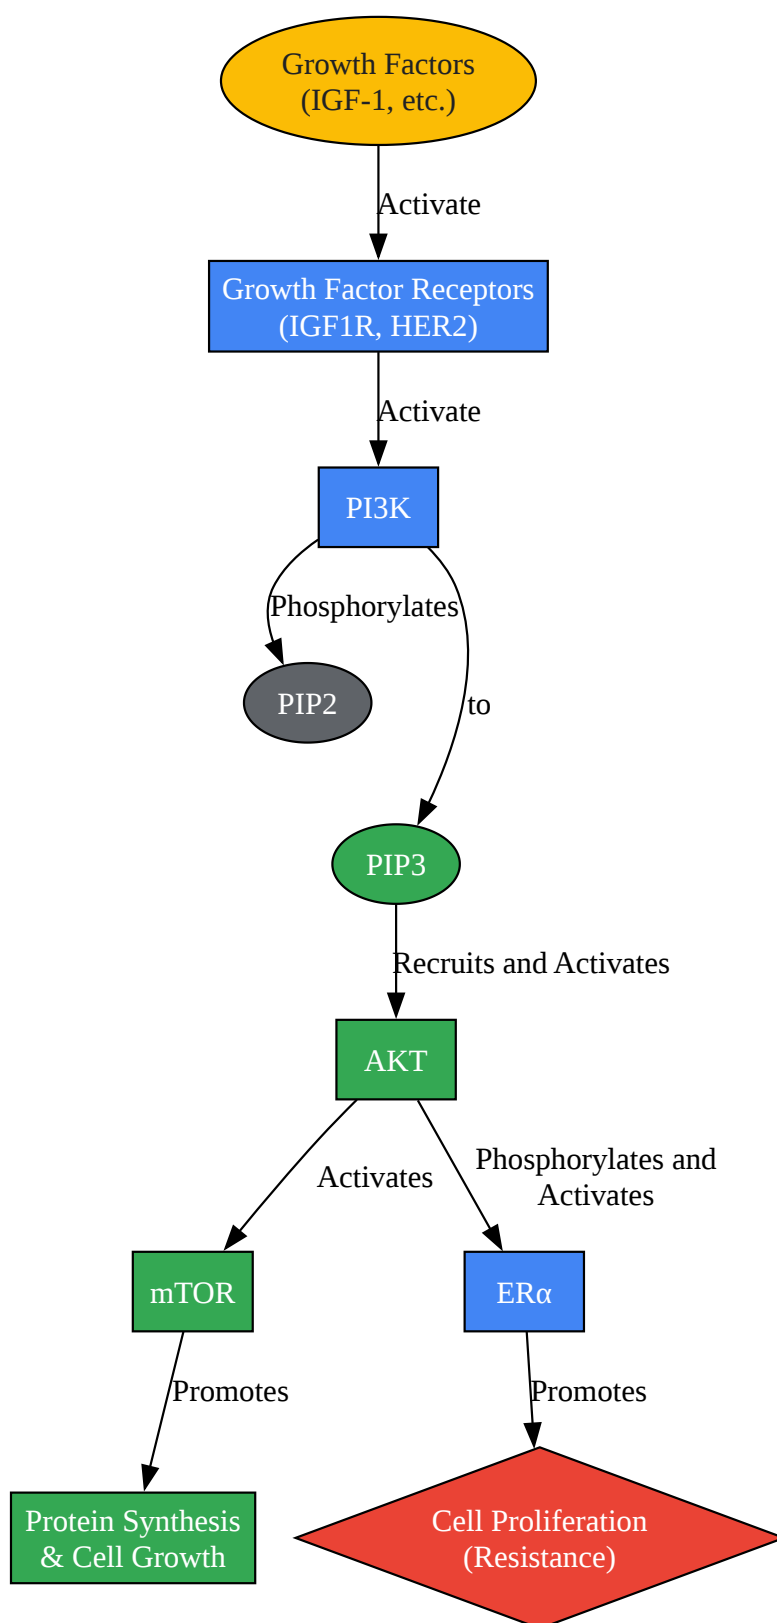 Growth Factors
(IGF-1, etc.)
Activate
Growth Factor Receptors
(IGF1R, HER2)
Activate
PI3K
Phosphorylates
PIP2
to
PIP3
Recruits and Activates
AKT
Activates
Phosphorylates and
Activates
mTOR
ERα
Promotes
Promotes
Protein Synthesis
& Cell Growth
Cell Proliferation
(Resistance)